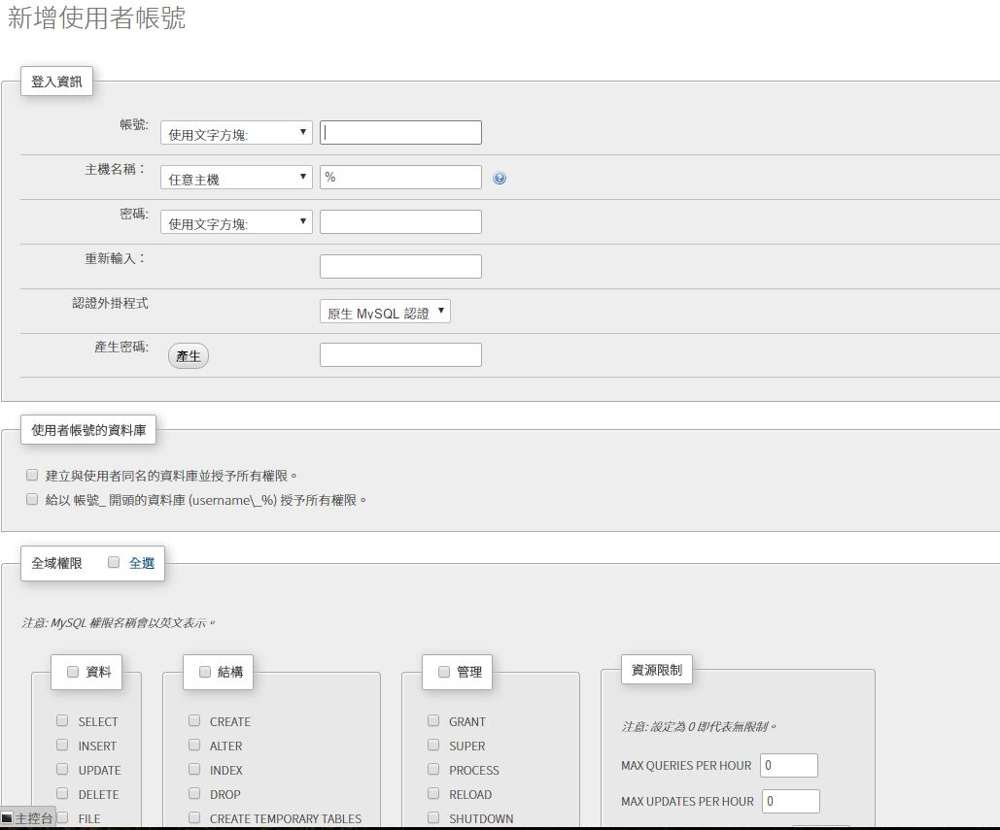 新增使用者帳號
登入資訊
帳號: 使用文字方塊:
主機名稱： 任意主機 %
密碼: 使用文字方塊:
重新輸入：
認證外掛程式 原生 MySQL 認證
產生密碼: 產生
使用者帳號的資料庫
建立與使用者同名的資料庫並授予所有權限。
給以 帳號_ 開頭的資料庫 (username\_%) 授予所有權限。
全域權限 全選
注意: MySQL 權限名稱會以英文表示。
資料
SELECT
INSERT
UPDATE
DELETE
FILE
結構
CREATE
ALTER
INDEX
DROP
CREATE TEMPORARY TABLES
管理
GRANT
SUPER
PROCESS
RELOAD
SHUTDOWN
資源限制
注意: 設定為 0 即代表無限制。
MAX QUERIES PER HOUR 0
MAX UPDATES PER HOUR 0
主控台